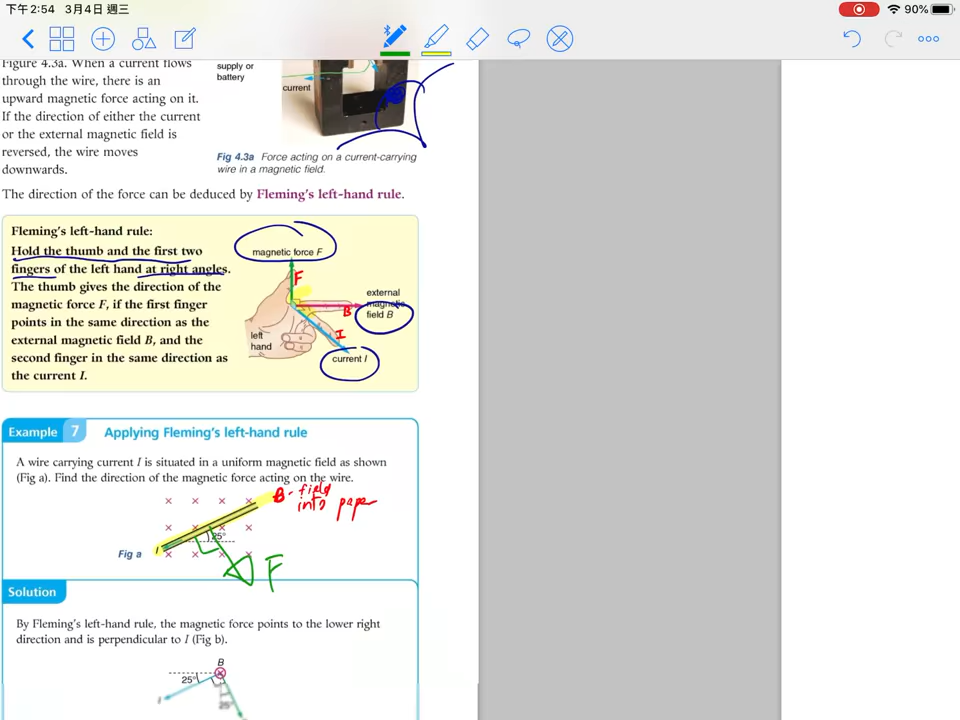 下午2:54 3月4日 週三
90%
Figure 4.3a. When a current flows
through the wire, there is an
upward magnetic force acting on it.
If the direction of either the current
or the external magnetic field is
reversed, the wire moves
downwards.
supply or
battery
current
Fig 4.3a Force acting on a current-carrying
wire in a magnetic field.
The direction of the force can be deduced by Fleming's left-hand rule.
Fleming's left-hand rule:
Hold the thumb and the first two
fingers of the left hand at right angles.
The thumb gives the direction of the
magnetic force F, if the first finger
points in the same direction as the
external magnetic field B, and the
second finger in the same direction as
the current I.
magnetic force F
F
external
magnetic
field B
B
I
left
hand
current I
Example 7 Applying Fleming's left-hand rule
A wire carrying current I is situated in a uniform magnetic field as shown
(Fig a). Find the direction of the magnetic force acting on the wire.
B-field
into paper
25°
I
Fig a
F
Solution
By Fleming's left-hand rule, the magnetic force points to the lower right
direction and is perpendicular to I (Fig b).
B
25°
I
25°